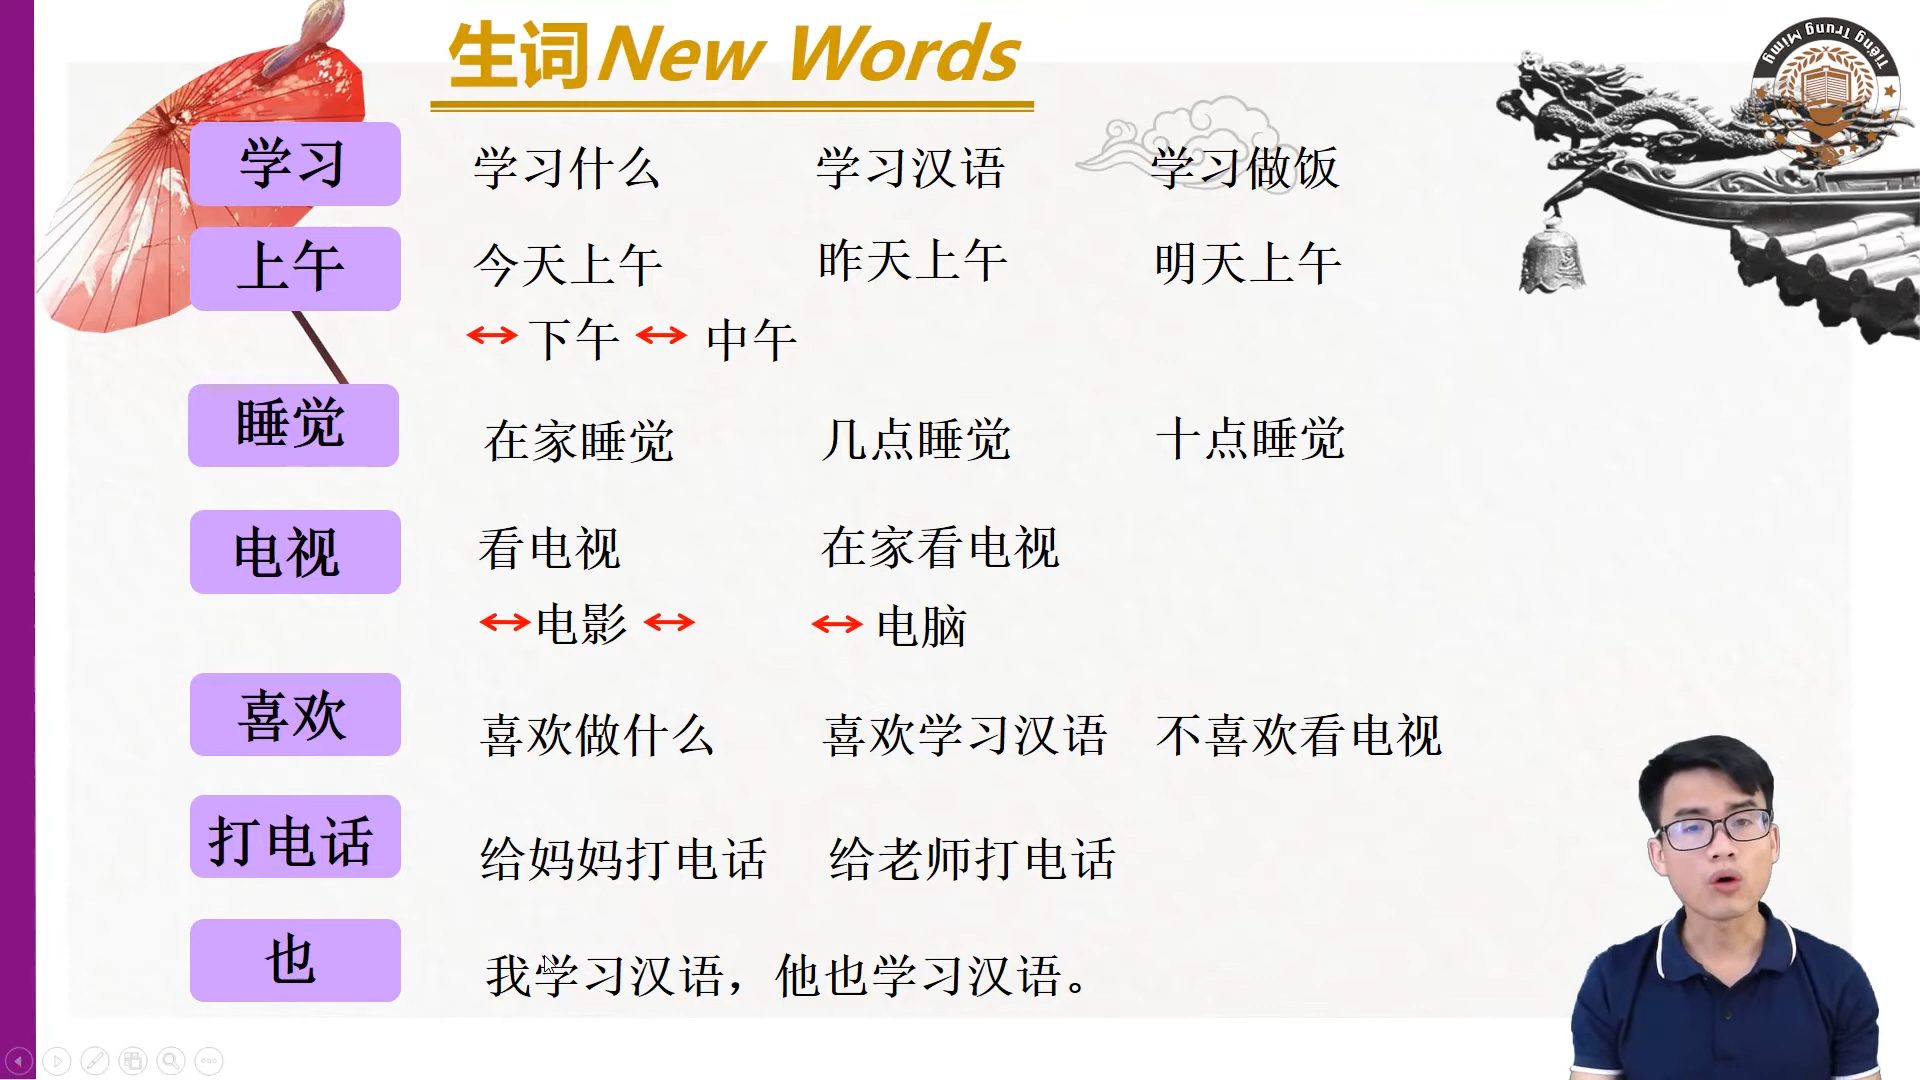 生词New Words
Tiếng Trung Mimy
学习 学习什么 学习汉语 学习做饭
上午 今天上午 昨天上午 明天上午
↔下午↔中午
睡觉 在家睡觉 几点睡觉 十点睡觉
电视 看电视 在家看电视
↔电影↔ ↔电脑
喜欢 喜欢做什么 喜欢学习汉语 不喜欢看电视
打电话 给妈妈打电话 给老师打电话
也 我学习汉语，他也学习汉语。